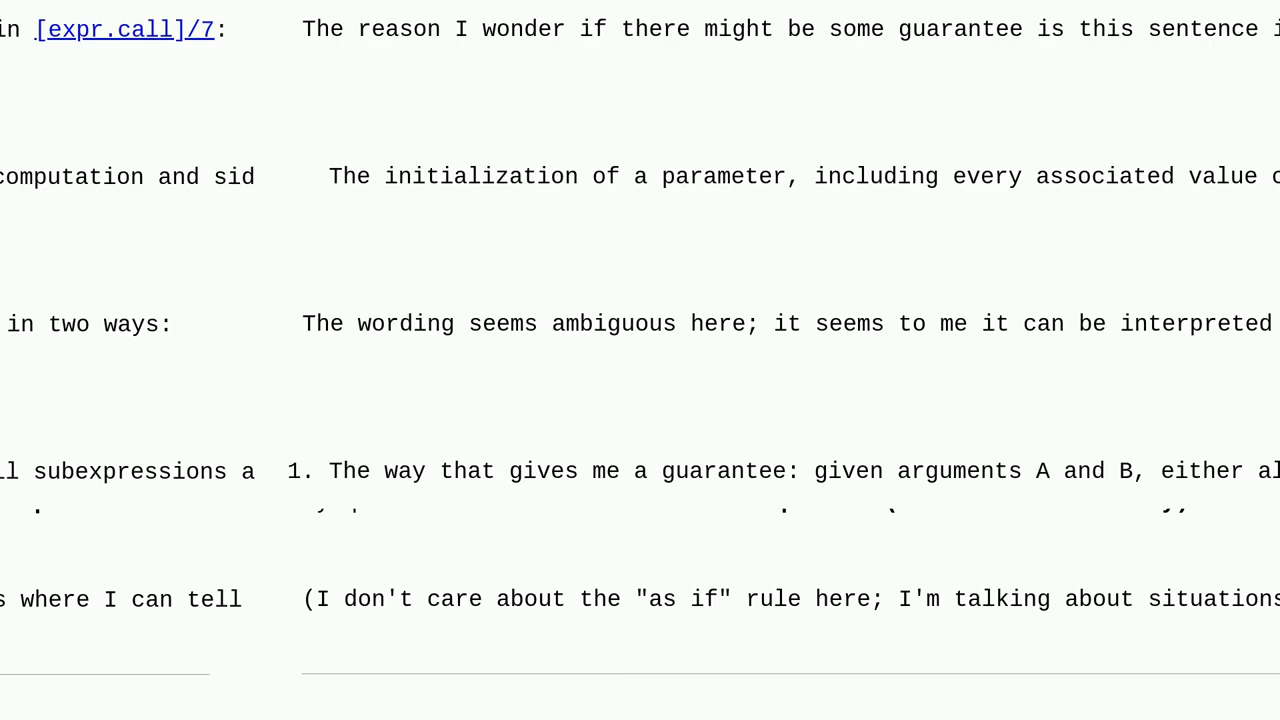 in [expr.call]/7: The reason I wonder if there might be some guarantee is this sentence
computation and sid The initialization of a parameter, including every associated value
in two ways: The wording seems ambiguous here; it seems to me it can be interpreted
subexpressions a 1. The way that gives me a guarantee: given arguments A and B, either
where I can tell (I don't care about the "as if" rule here; I'm talking about situations